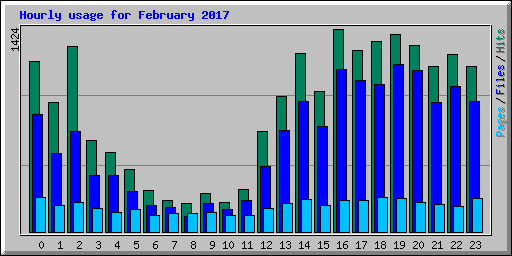 Hourly usage for February 2017
1424
Pages/Files/Hits
0 1 2 3 4 5 6 7 8 9 10 11 12 13 14 15 16 17 18 19 20 21 22 23